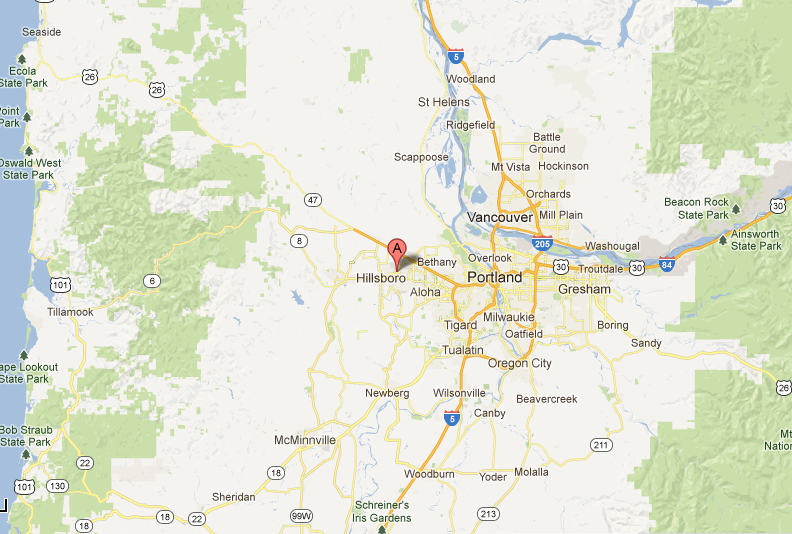 Seaside
Ecola
State Park
26
26
5
Woodland
St Helens
Point
Park
Ridgefield
Battle
Ground
Oswald West
State Park
Scappoose
Mt Vista
Hockinson
47
Orchards
Beacon Rock
State Park
30
Vancouver
Mill Plain
8
A
205
Washougal
Ainsworth
State Park
Bethany
Overlook
30
Troutdale
30
84
101
6
Hillsboro
Portland
Aloha
Gresham
Tillamook
Milwaukie
Tigard
Oatfield
Boring
Sandy
Tualatin
ape Lookout
State Park
Oregon City
26
Newberg
Wilsonville
Beavercreek
5
Canby
Bob Straub
State Park
McMinnville
211
Mt
Nation
22
18
Woodburn
Yoder
Molalla
101
130
Sheridan
Schreiner's
Iris Gardens
18
18
22
99W
213